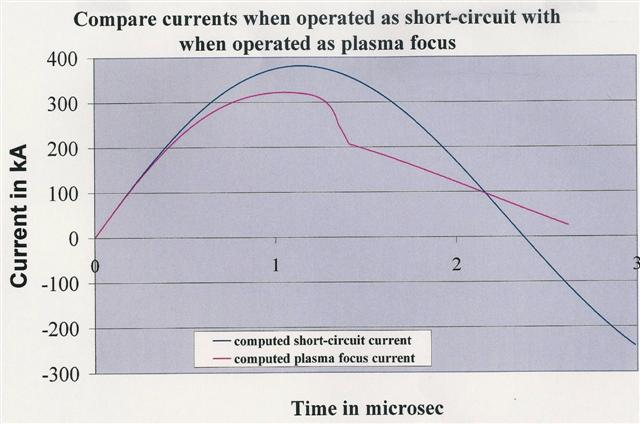 Compare currents when operated as short-circuit with
when operated as plasma focus
400
300
200
100
0
-100
-200
-300
0 1 2 3
Current in kA
computed short-circuit current
computed plasma focus current
Time in microsec